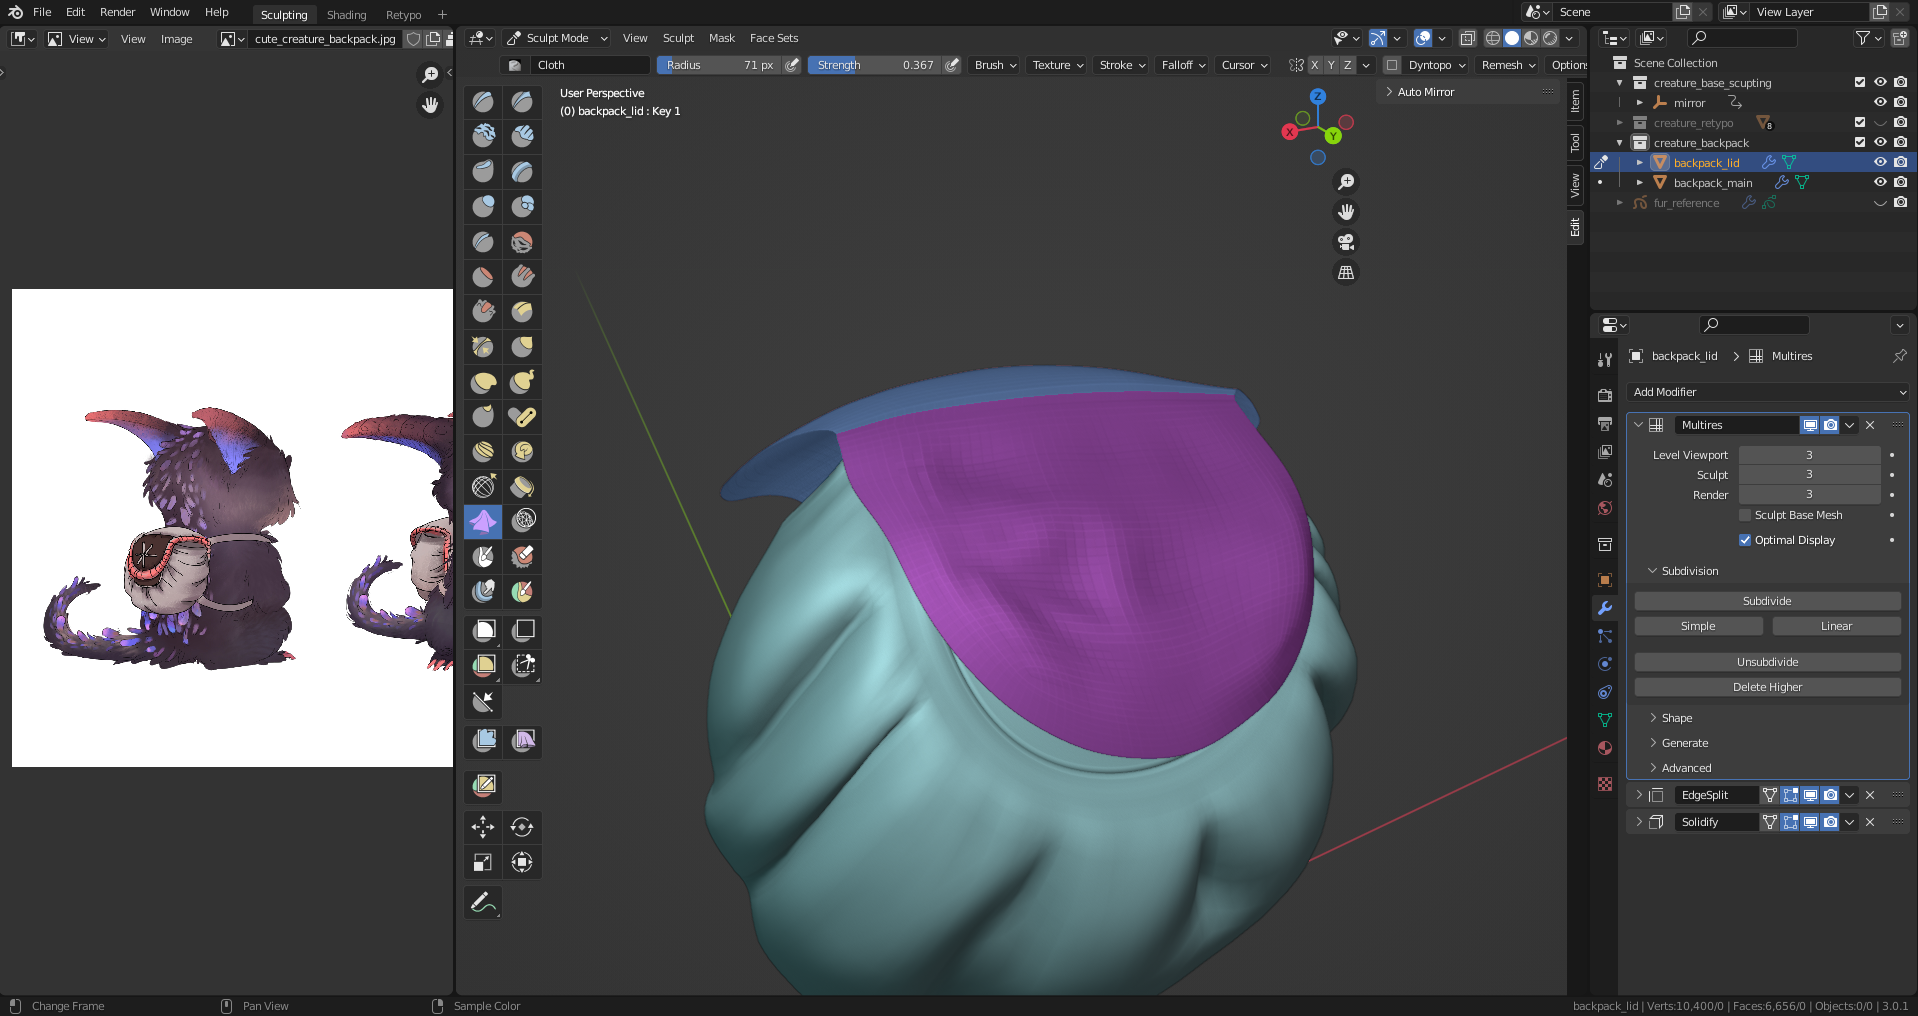 File Edit Render Window Help Sculpting Shading Retypo + Scene View Layer
View View Image cute_creature_backpack.jpg Sculpt Mode View Sculpt Mask Face Sets
Cloth Radius 71 px Strength 0.367 Brush Texture Stroke Falloff Cursor X Y Z Dyntopo Remesh Options
User Perspective
(0) backpack_lid : Key 1
Auto Mirror
Z
X
Y
Item
Tool
View
Edit
Scene Collection
creature_base_scupting
mirror
creature_retypo 8
creature_backpack
backpack_lid
backpack_main
fur_reference
backpack_lid > Multires
Add Modifier
Multires
Level Viewport 3
Sculpt 3
Render 3
Sculpt Base Mesh
Optimal Display
Subdivision
Subdivide
Simple Linear
Unsubdivide
Delete Higher
Shape
Generate
Advanced
EdgeSplit
Solidify
Change Frame Pan View Sample Color backpack_lid | Verts:10,400/0 | Faces:6,656/0 | Objects:0/0 | 3.0.1